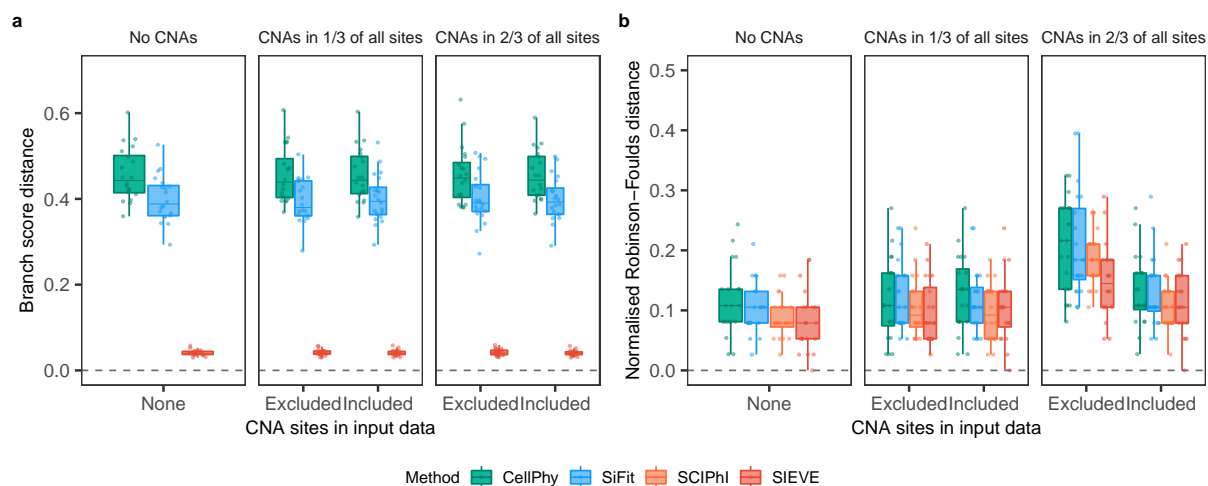 a
No CNAs
CNAs in 1/3 of all sites
CNAs in 2/3 of all sites
Branch score distance
0.6
0.4
0.2
0.0
None
Excluded Included
Excluded Included
CNA sites in input data
b
No CNAs
CNAs in 1/3 of all sites
CNAs in 2/3 of all sites
Normalised Robinson−Foulds distance
0.5
0.4
0.3
0.2
0.1
0.0
None
Excluded Included
Excluded Included
CNA sites in input data
Method CellPhy SiFit SCIPhI SIEVE